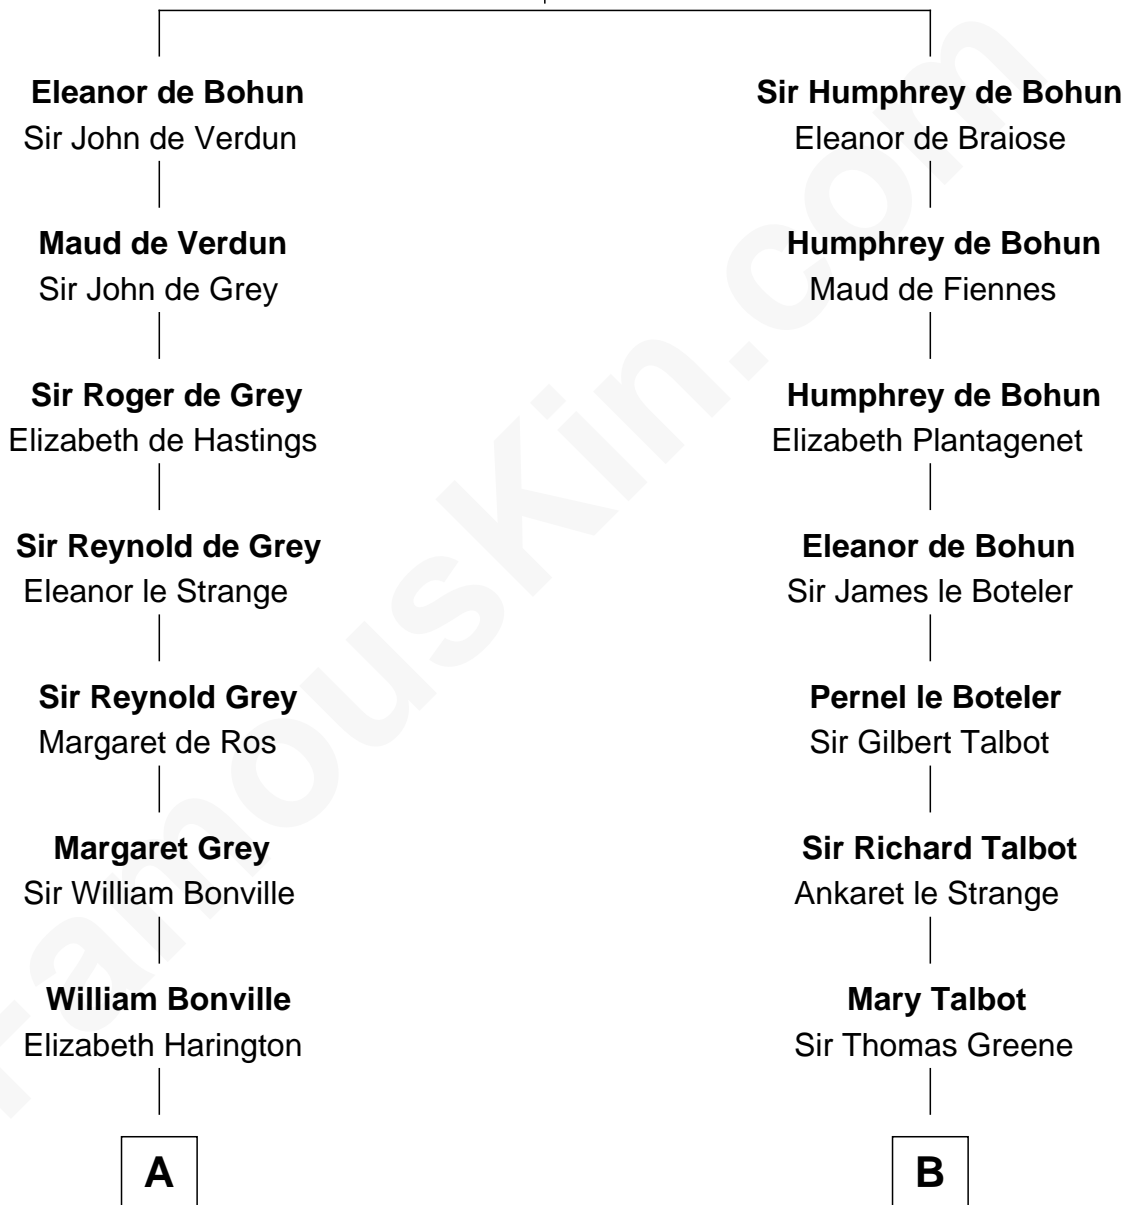 Eleanor de Bohun
Sir John de Verdun
Sir Humphrey de Bohun
Eleanor de Braiose
Maud de Verdun
Sir John de Grey
Humphrey de Bohun
Maud de Fiennes
Sir Roger de Grey
Elizabeth de Hastings
Humphrey de Bohun
Elizabeth Plantagenet
Sir Reynold de Grey
Eleanor le Strange
Eleanor de Bohun
Sir James le Boteler
Sir Reynold Grey
Margaret de Ros
Pernel le Boteler
Sir Gilbert Talbot
Margaret Grey
Sir William Bonville
Sir Richard Talbot
Ankaret le Strange
William Bonville
Elizabeth Harington
Mary Talbot
Sir Thomas Greene
A
B
FamousKin.com